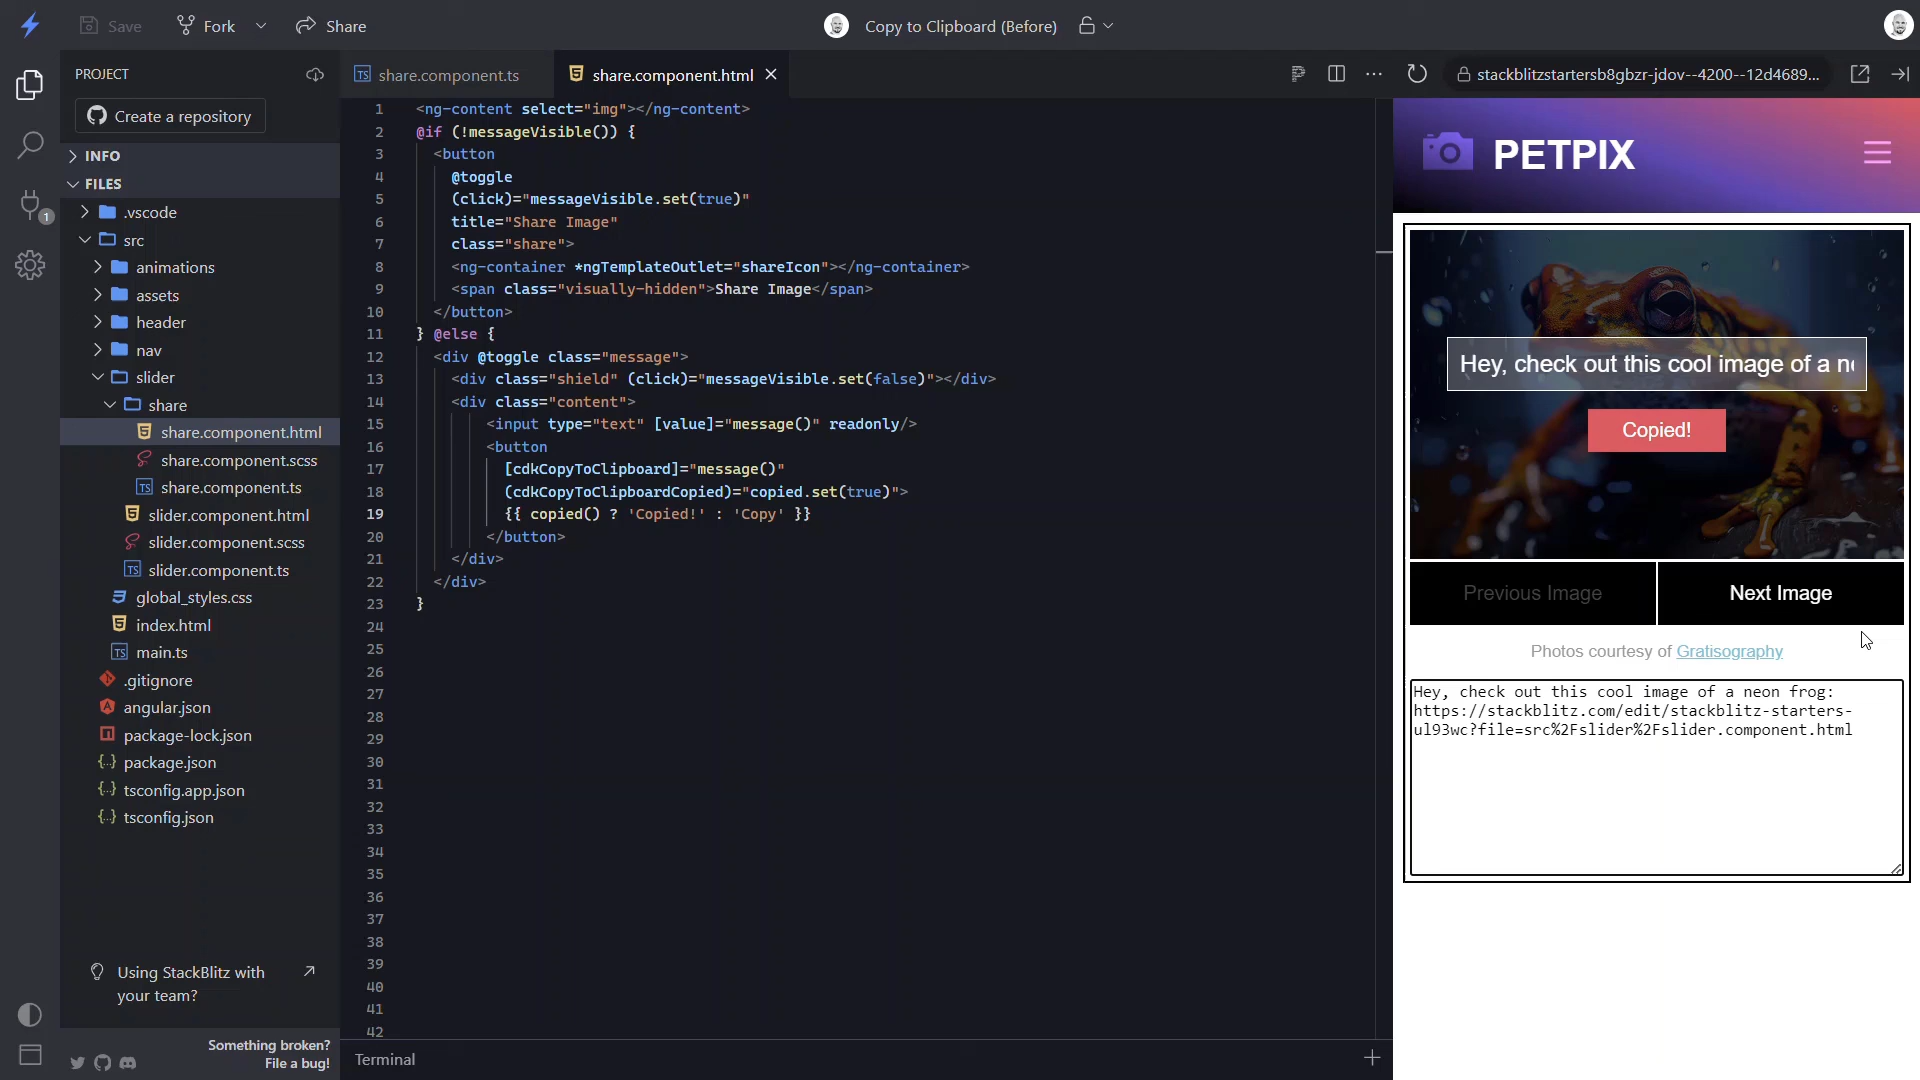 Save
Fork
Share
Copy to Clipboard (Before)
PROJECT
Create a repository
INFO
FILES
.vscode
src
animations
assets
header
nav
slider
share
share.component.html
share.component.scss
share.component.ts
slider.component.html
slider.component.scss
slider.component.ts
global_styles.css
index.html
main.ts
.gitignore
angular.json
package-lock.json
package.json
tsconfig.app.json
tsconfig.json
1
Using StackBlitz with
your team?
Something broken?
File a bug!
share.component.ts
share.component.html
1 <ng-content select="img"></ng-content>
2 @if (!messageVisible()) {
3 <button
4 @toggle
5 (click)="messageVisible.set(true)"
6 title="Share Image"
7 class="share">
8 <ng-container *ngTemplateOutlet="shareIcon"></ng-container>
9 <span class="visually-hidden">Share Image</span>
10 </button>
11 } @else {
12 <div @toggle class="message">
13 <div class="shield" (click)="messageVisible.set(false)"></div>
14 <div class="content">
15 <input type="text" [value]="message()" readonly/>
16 <button
17 [cdkCopyToClipboard]="message()"
18 (cdkCopyToClipboardCopied)="copied.set(true)">
19 {{ copied() ? 'Copied!' : 'Copy' }}
20 </button>
21 </div>
22 </div>
23 }
24
25
26
27
28
29
30
31
32
33
34
35
36
37
38
39
40
41
42
Terminal
stackblitzstartersb8gbzr-jdov--4200--12d4689...
PETPIX
Hey, check out this cool image of a ne
Copied!
Previous Image
Next Image
Photos courtesy of Gratisography
Hey, check out this cool image of a neon frog:
https://stackblitz.com/edit/stackblitz-starters-
ul93wc?file=src%2Fslider%2Fslider.component.html